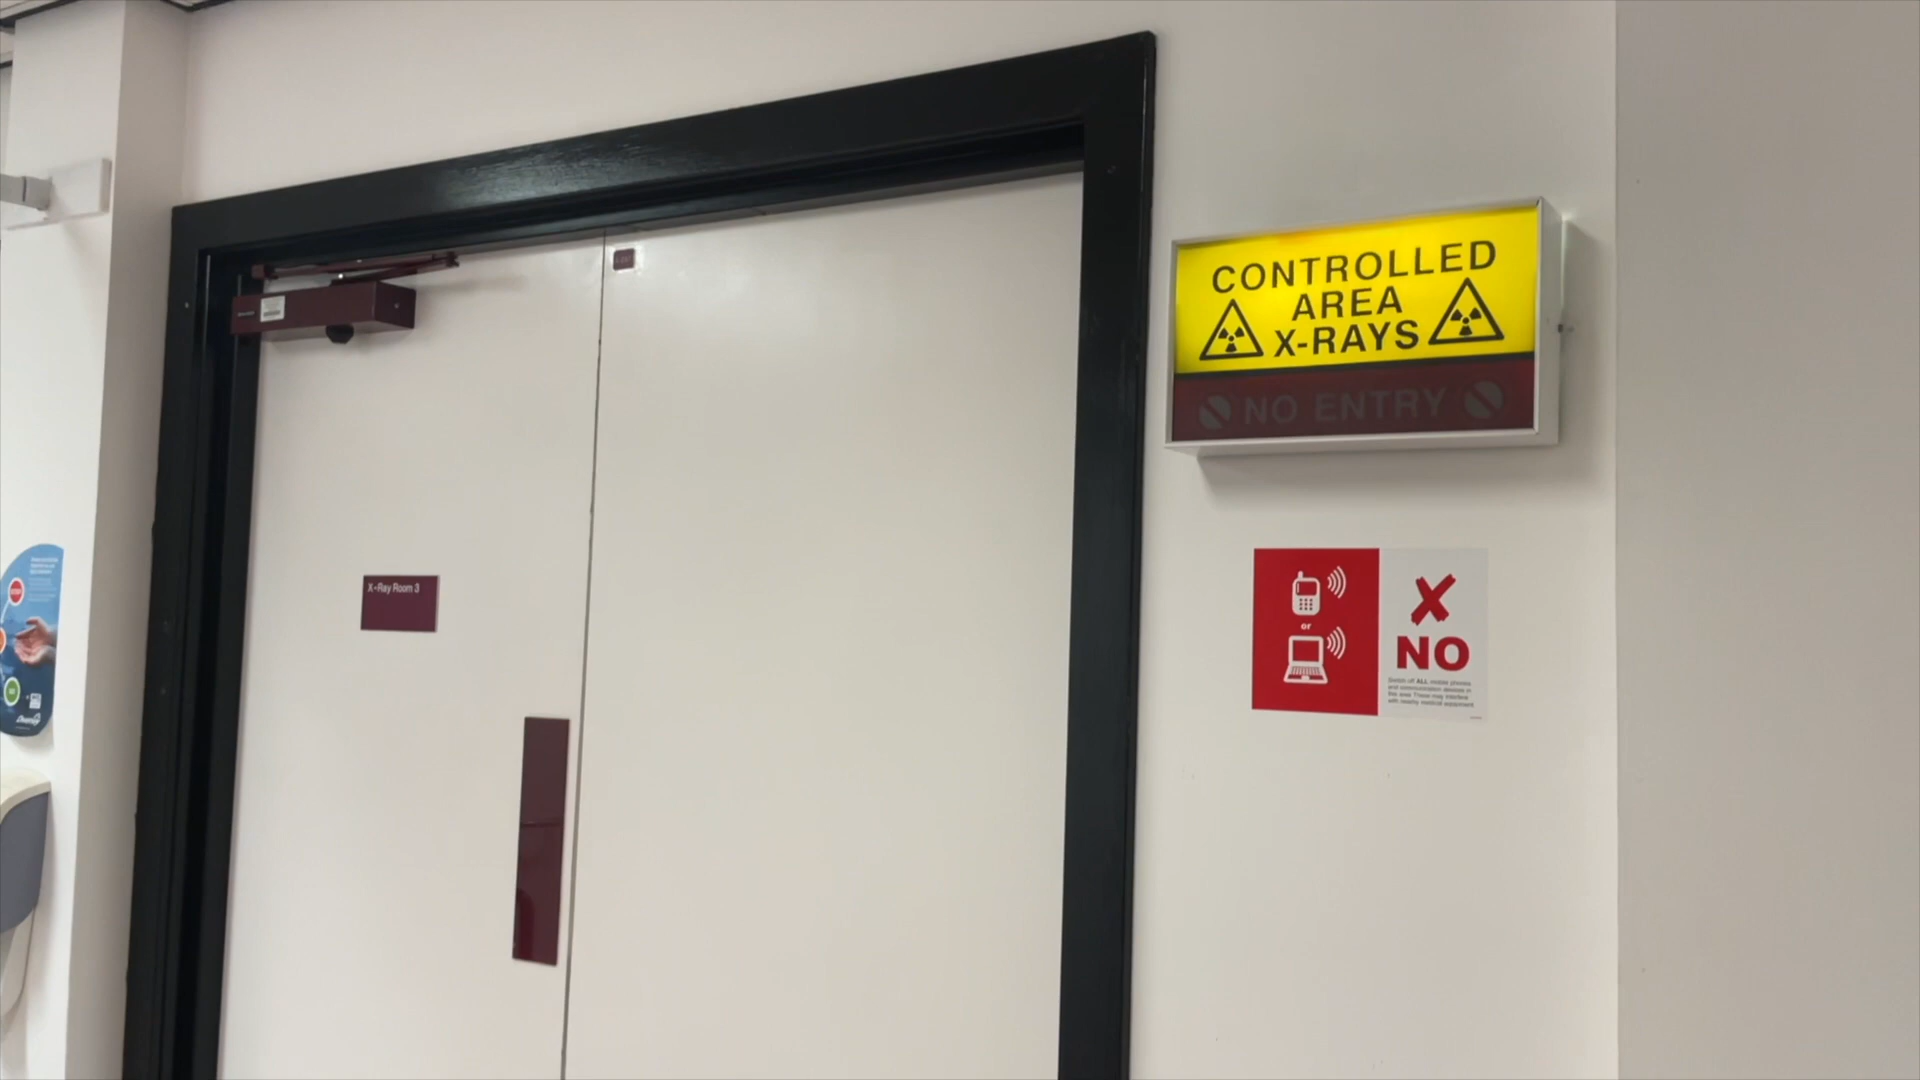 CONTROLLED
AREA
X-RAYS
NO ENTRY
X-Ray Room 3
or
NO
Switch off ALL mobile phones
and communication devices in
this area These may interfere
with nearby medical equipment